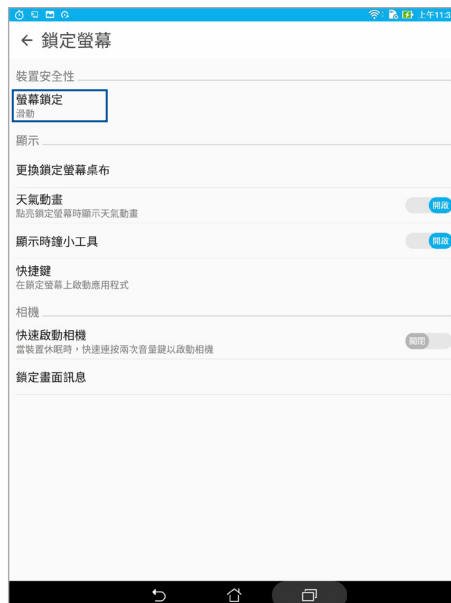 上午11:3
鎖定螢幕
裝置安全性
螢幕鎖定
滑動
顯示
更換鎖定螢幕桌布
天氣動畫
點亮鎖定螢幕時顯示天氣動畫
開啟
顯示時鐘小工具
開啟
快捷鍵
在鎖定螢幕上啟動應用程式
相機
快速啟動相機
當裝置休眠時，快速連按兩次音量鍵以啟動相機
關閉
鎖定畫面訊息